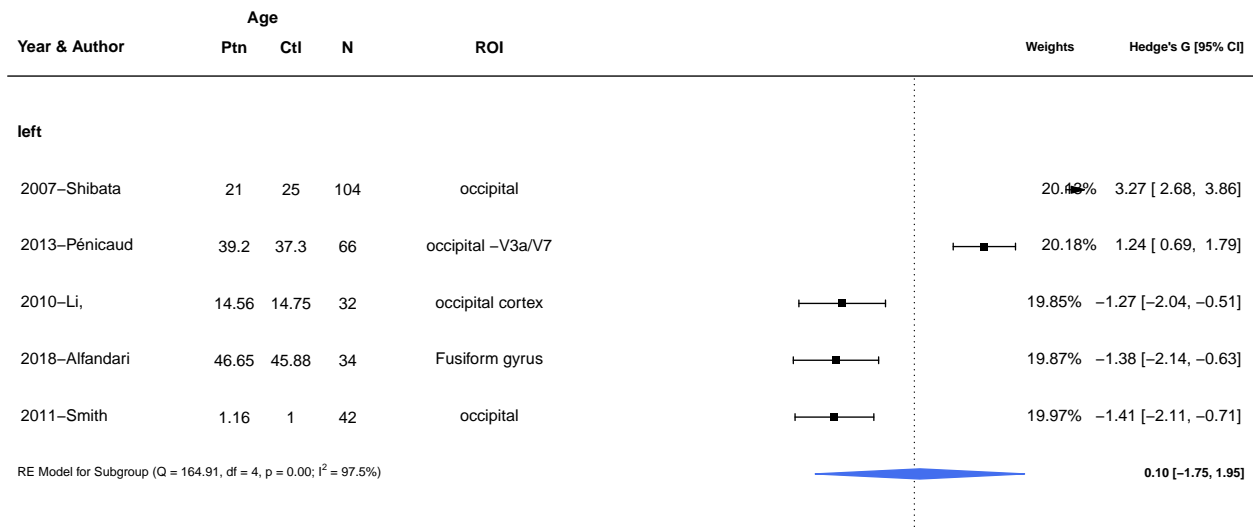 Age
Year & Author Ptn Ctl N ROI Weights Hedge's G [95% CI]
left
2007−Shibata 21 25 104 occipital 20.13% 3.27 [ 2.68, 3.86]
2013−Pénicaud 39.2 37.3 66 occipital −V3a/V7 20.18% 1.24 [ 0.69, 1.79]
2010−Li, 14.56 14.75 32 occipital cortex 19.85% −1.27 [−2.04, −0.51]
2018−Alfandari 46.65 45.88 34 Fusiform gyrus 19.87% −1.38 [−2.14, −0.63]
2011−Smith 1.16 1 42 occipital 19.97% −1.41 [−2.11, −0.71]
RE Model for Subgroup (Q = 164.91, df = 4, p = 0.00; I² = 97.5%) 0.10 [−1.75, 1.95]